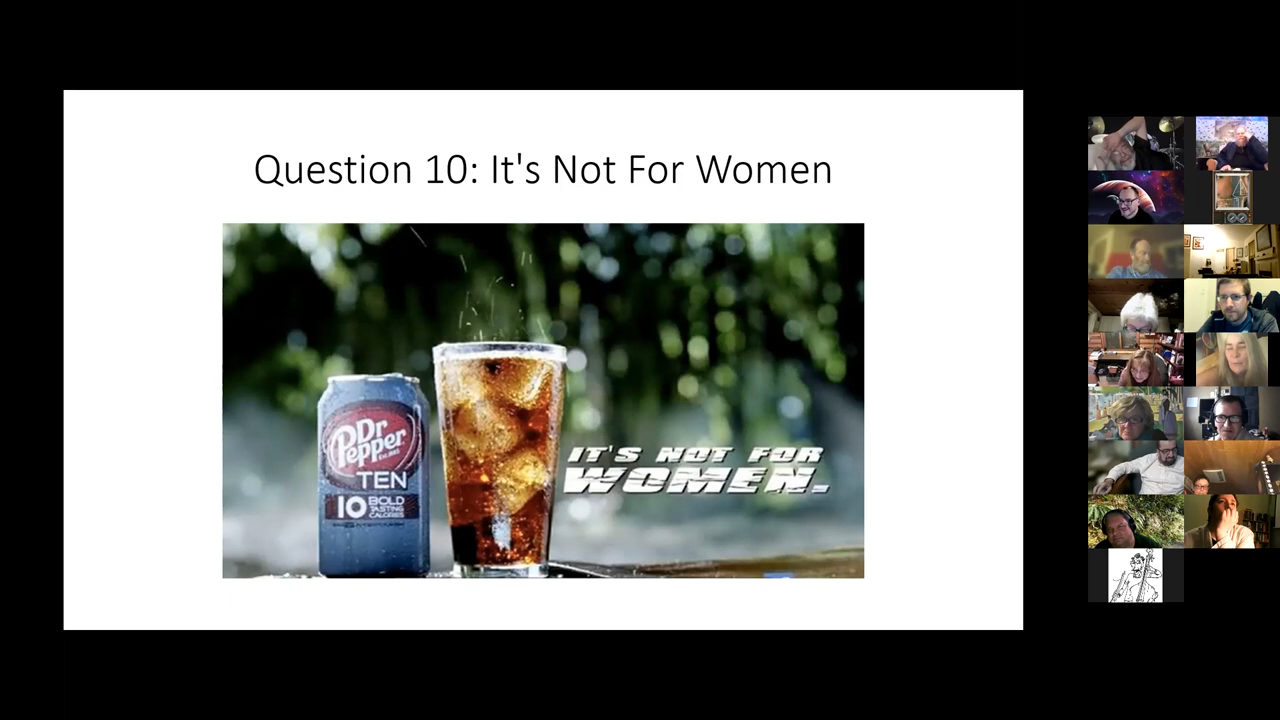 Question 10: It's Not For Women
Dr
Pepper
TEN
10 BOLD
TASTING
CALORIES
IT'S NOT FOR
WOMEN.